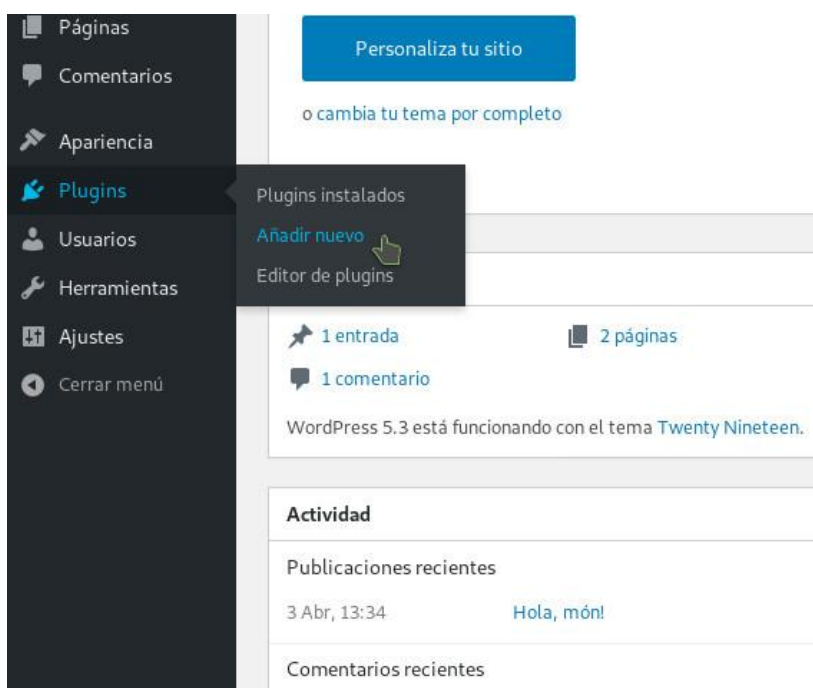 Páginas
Comentarios
Apariencia
Plugins
Usuarios
Herramientas
Ajustes
Cerrar menú
Plugins instalados
Añadir nuevo
Editor de plugins
Personaliza tu sitio
o cambia tu tema por completo
1 entrada
2 páginas
1 comentario
WordPress 5.3 está funcionando con el tema Twenty Nineteen.
Actividad
Publicaciones recientes
3 Abr, 13:34 Hola, món!
Comentarios recientes